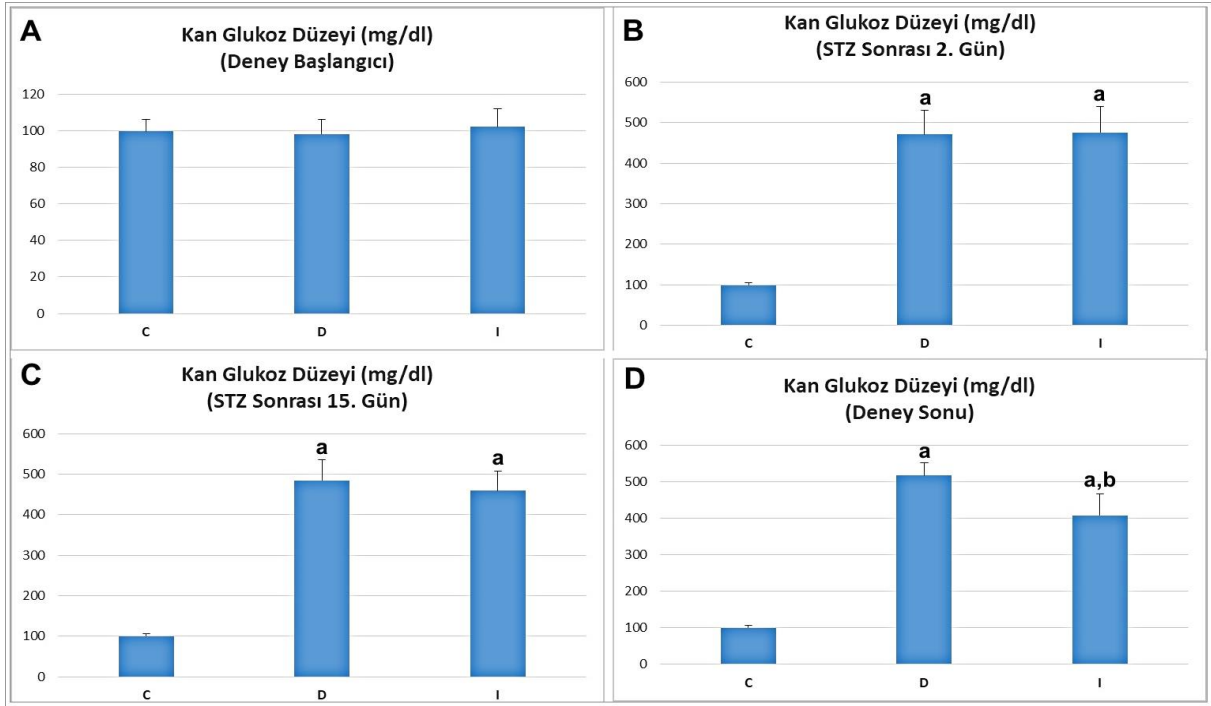 A
Kan Glukoz Düzeyi (mg/dl)
(Deney Başlangıcı)
120
100
80
60
40
20
0
C D I
B
Kan Glukoz Düzeyi (mg/dl)
(STZ Sonrası 2. Gün)
600
500
400
300
200
100
0
a a
C D I
C
Kan Glukoz Düzeyi (mg/dl)
(STZ Sonrası 15. Gün)
600
500
400
300
200
100
0
a a
C D I
D
Kan Glukoz Düzeyi (mg/dl)
(Deney Sonu)
600
500
400
300
200
100
0
a a,b
C D I